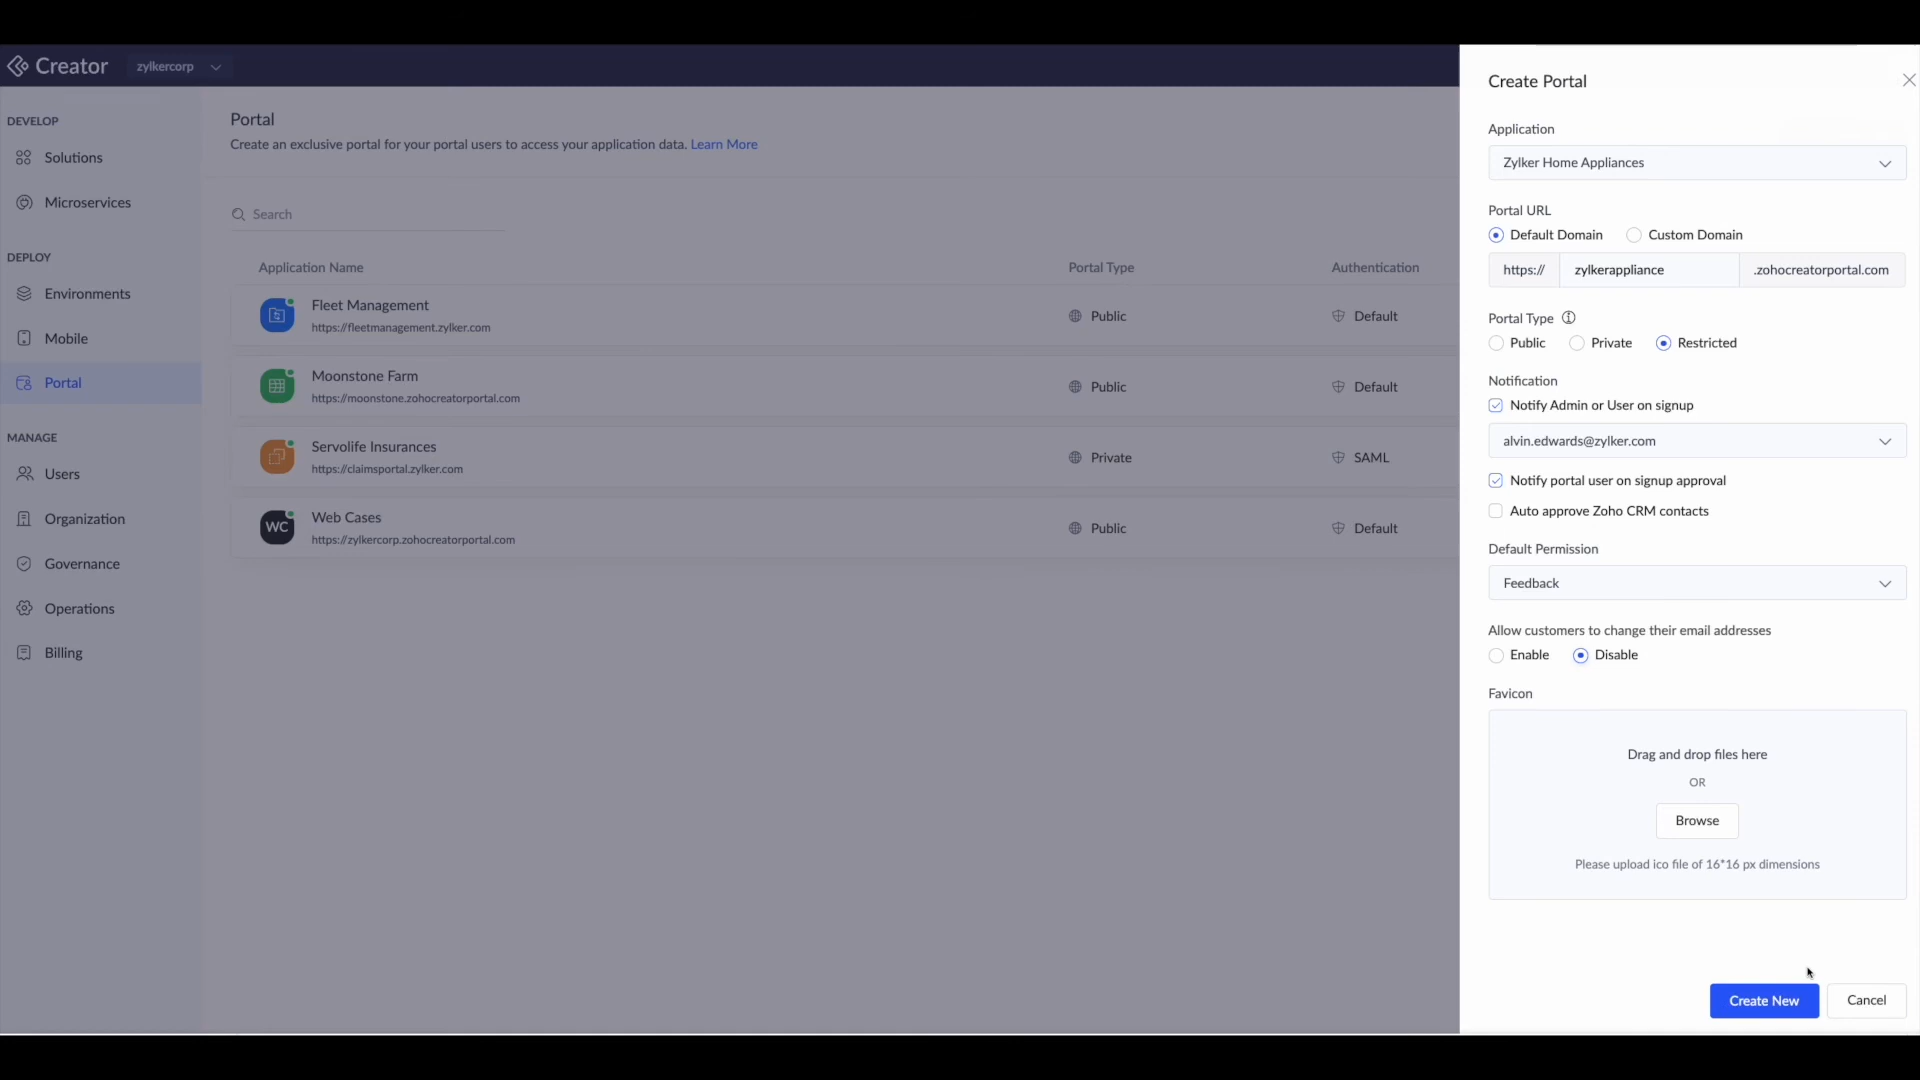 Creator
zylkercorp
DEVELOP
Solutions
Microservices
DEPLOY
Environments
Mobile
Portal
MANAGE
Users
Organization
Governance
Operations
Billing
Portal
Create an exclusive portal for your portal users to access your application data. Learn More
Search
Application Name Portal Type Authentication
Fleet Management
https://fleetmanagement.zylker.com
Public Default
Moonstone Farm
https://moonstone.zohocreatorportal.com
Public Default
Servolife Insurances
https://claimsportal.zylker.com
Private SAML
WC
Web Cases
https://zylkercorp.zohocreatorportal.com
Public Default
Create Portal
Application
Zylker Home Appliances
Portal URL
Default Domain Custom Domain
https:// zylkerappliance .zohocreatorportal.com
Portal Type
Public Private Restricted
Notification
Notify Admin or User on signup
alvin.edwards@zylker.com
Notify portal user on signup approval
Auto approve Zoho CRM contacts
Default Permission
Feedback
Allow customers to change their email addresses
Enable Disable
Favicon
Drag and drop files here
OR
Browse
Please upload ico file of 16*16 px dimensions
Create New Cancel